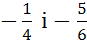 − 1/4 i − 5/6